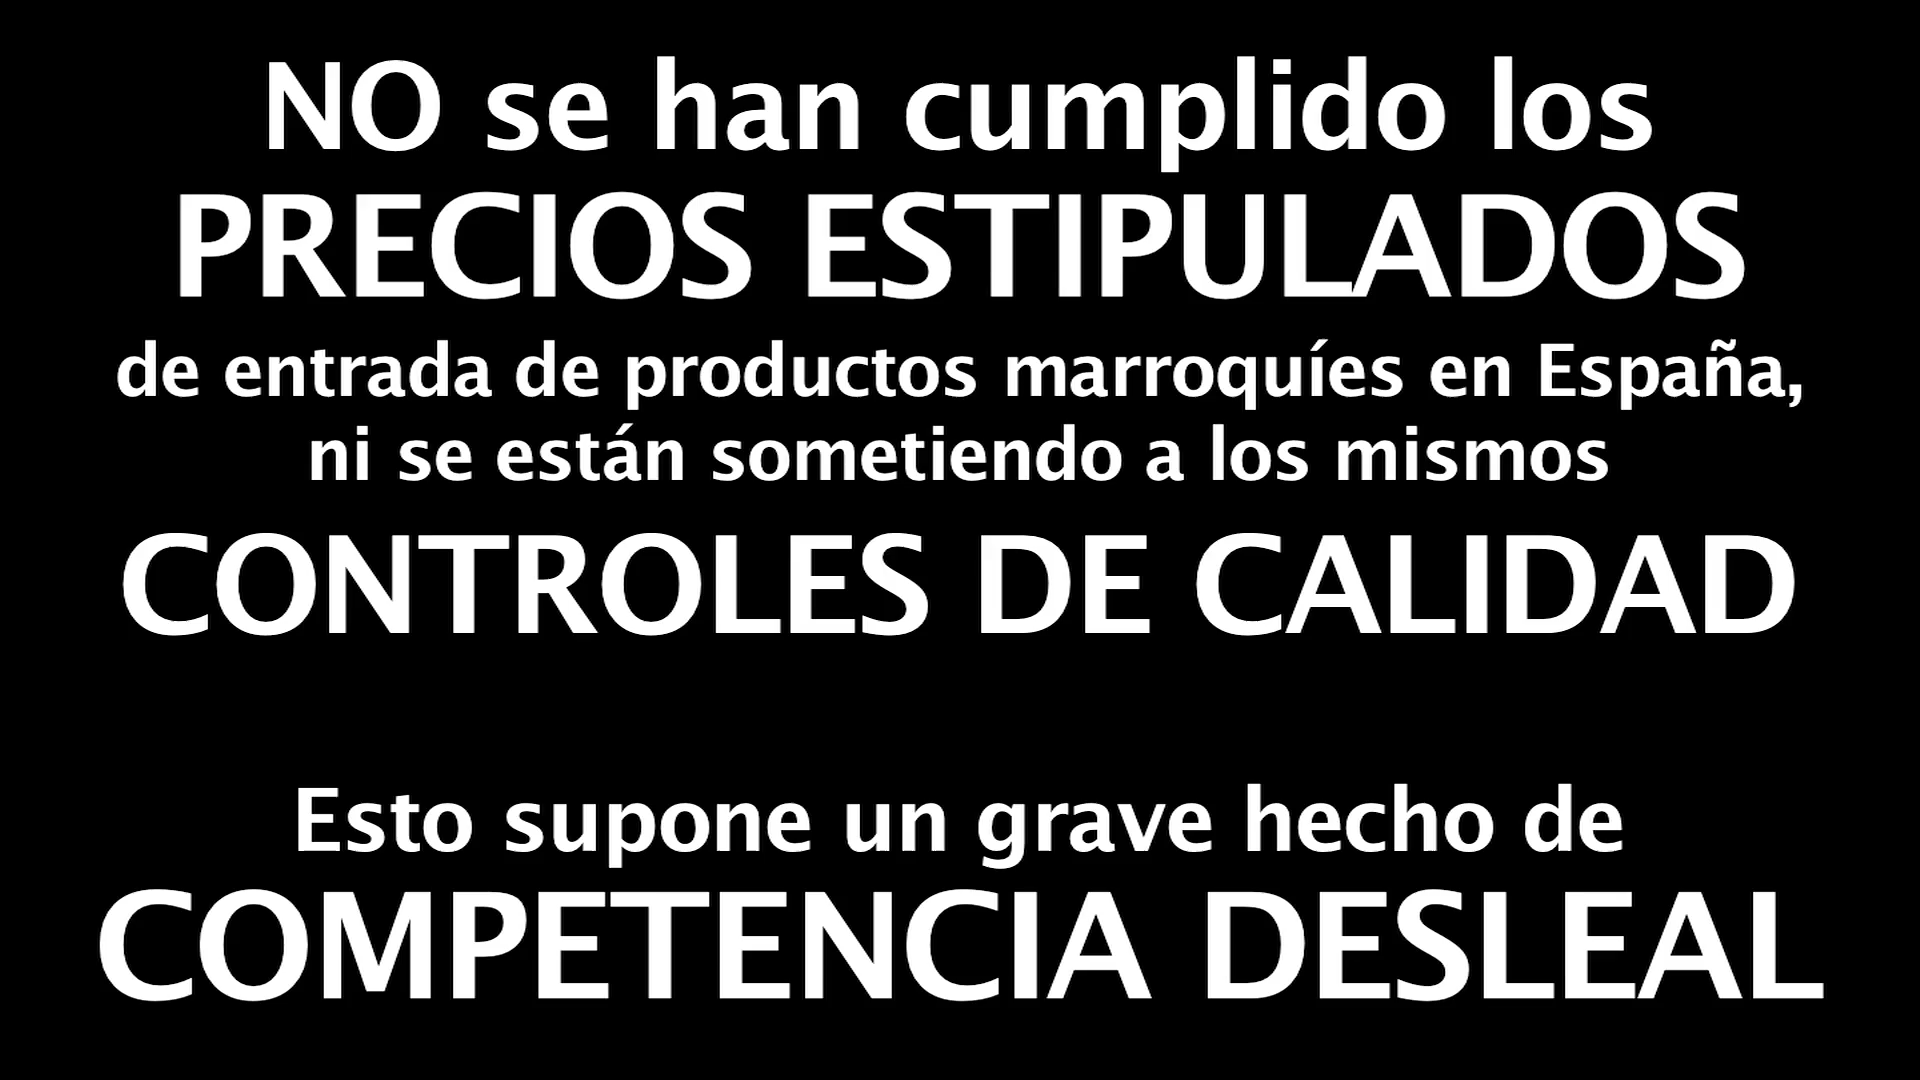 NO se han cumplido los
PRECIOS ESTIPULADOS
de entrada de productos marroquíes en España,
ni se están sometiendo a los mismos
CONTROLES DE CALIDAD
Esto supone un grave hecho de
COMPETENCIA DESLEAL